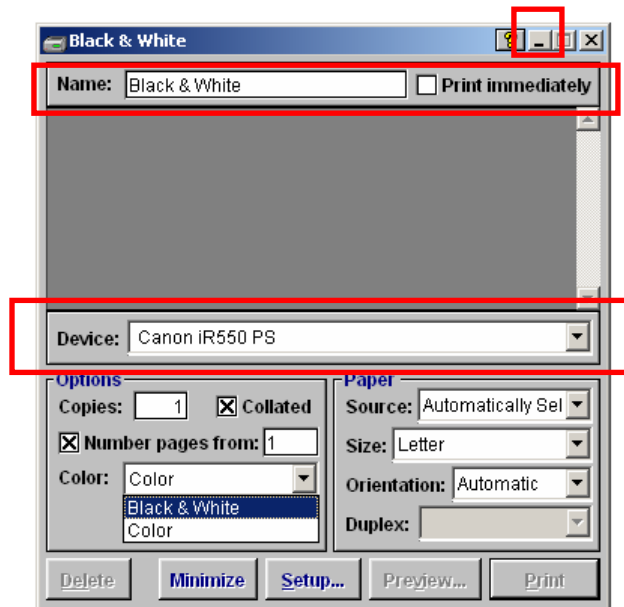 Black & White
Name: Black & White Print immediately
Device: Canon iR550 PS
Options
Copies: 1 Collated
Number pages from: 1
Color: Color
Black & White
Color
Paper
Source: Automatically Sel
Size: Letter
Orientation: Automatic
Duplex:
Delete Minimize Setup... Preview... Print